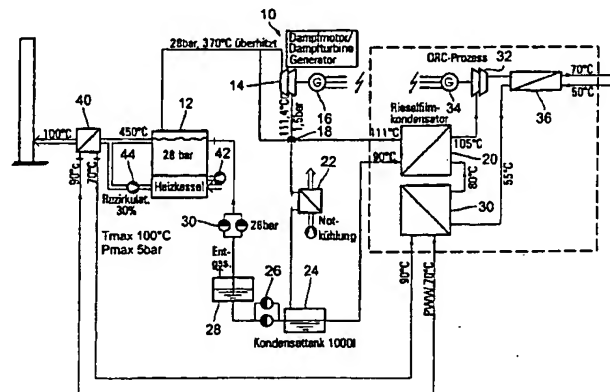 10
28bar, 370°C überhitzt
Dampfmotor/
Dampfturbine
Generator
ORC-Prozess
32
14
G
16
G
34
70°C
50°C
36
40
12
111,4°C
1,5bar
18
Rieselfilm-
kondensator
100°C
450°C
28 bar
42
111°C
105°C
20
90°C
70°C
44
Heizkessel
22
90°C
80°C
55°C
Rezirkulat.
30%
30
28bar
Not-
kühlung
30
Tmax 100°C
Pmax 5bar
Ent-
gas.
26
24
28
90°C
PWW 70°C
Kondensattank 1000l